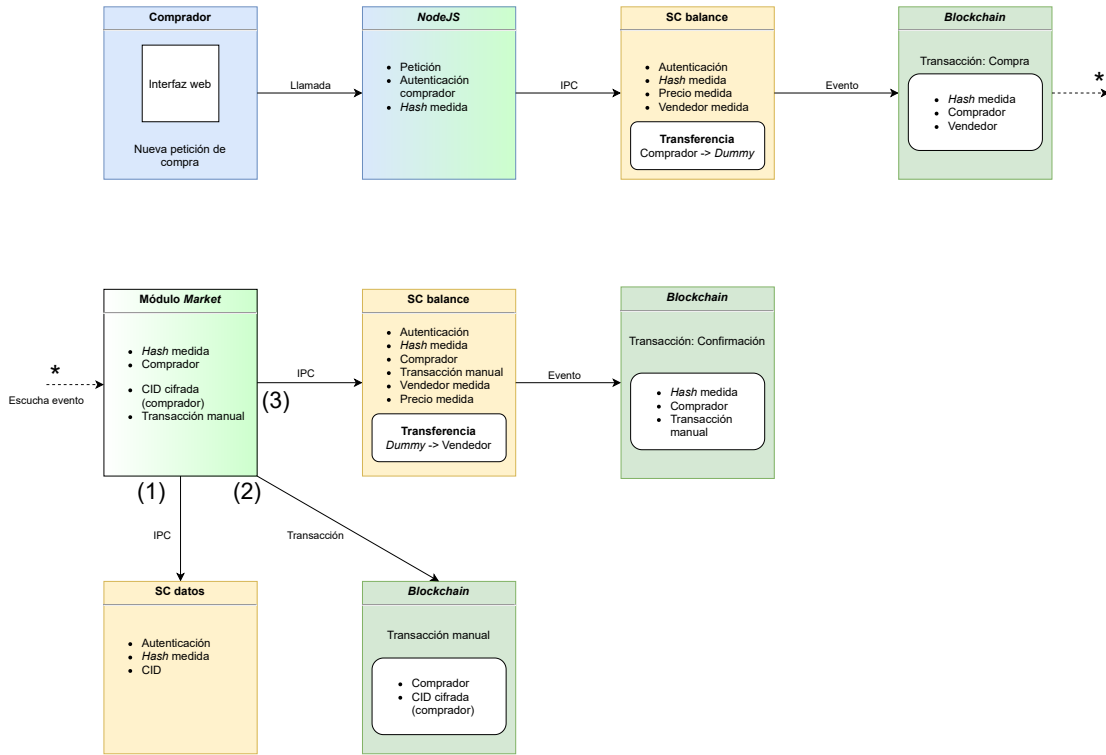 Comprador
Interfaz web
Nueva petición de
compra
Llamada
NodeJS
• Petición
• Autenticación
comprador
• Hash medida
IPC
SC balance
• Autenticación
• Hash medida
• Precio medida
• Vendedor medida
Transferencia
Comprador -> Dummy
Evento
Blockchain
Transacción: Compra
• Hash medida
• Comprador
• Vendedor
*
*
Escucha evento
Módulo Market
• Hash medida
• Comprador
• CID cifrada
(comprador)
• Transacción manual
(1)
(2)
(3)
IPC
SC balance
• Autenticación
• Hash medida
• Comprador
• Transacción manual
• Vendedor medida
• Precio medida
Transferencia
Dummy -> Vendedor
Evento
Blockchain
Transacción: Confirmación
• Hash medida
• Comprador
• Transacción
manual
IPC
Transacción
SC datos
• Autenticación
• Hash medida
• CID
Blockchain
Transacción manual
• Comprador
• CID cifrada
(comprador)